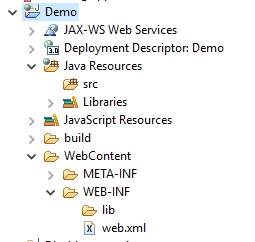 Demo
JAX-WS Web Services
Deployment Descriptor: Demo
Java Resources
src
Libraries
JavaScript Resources
build
WebContent
META-INF
WEB-INF
lib
web.xml